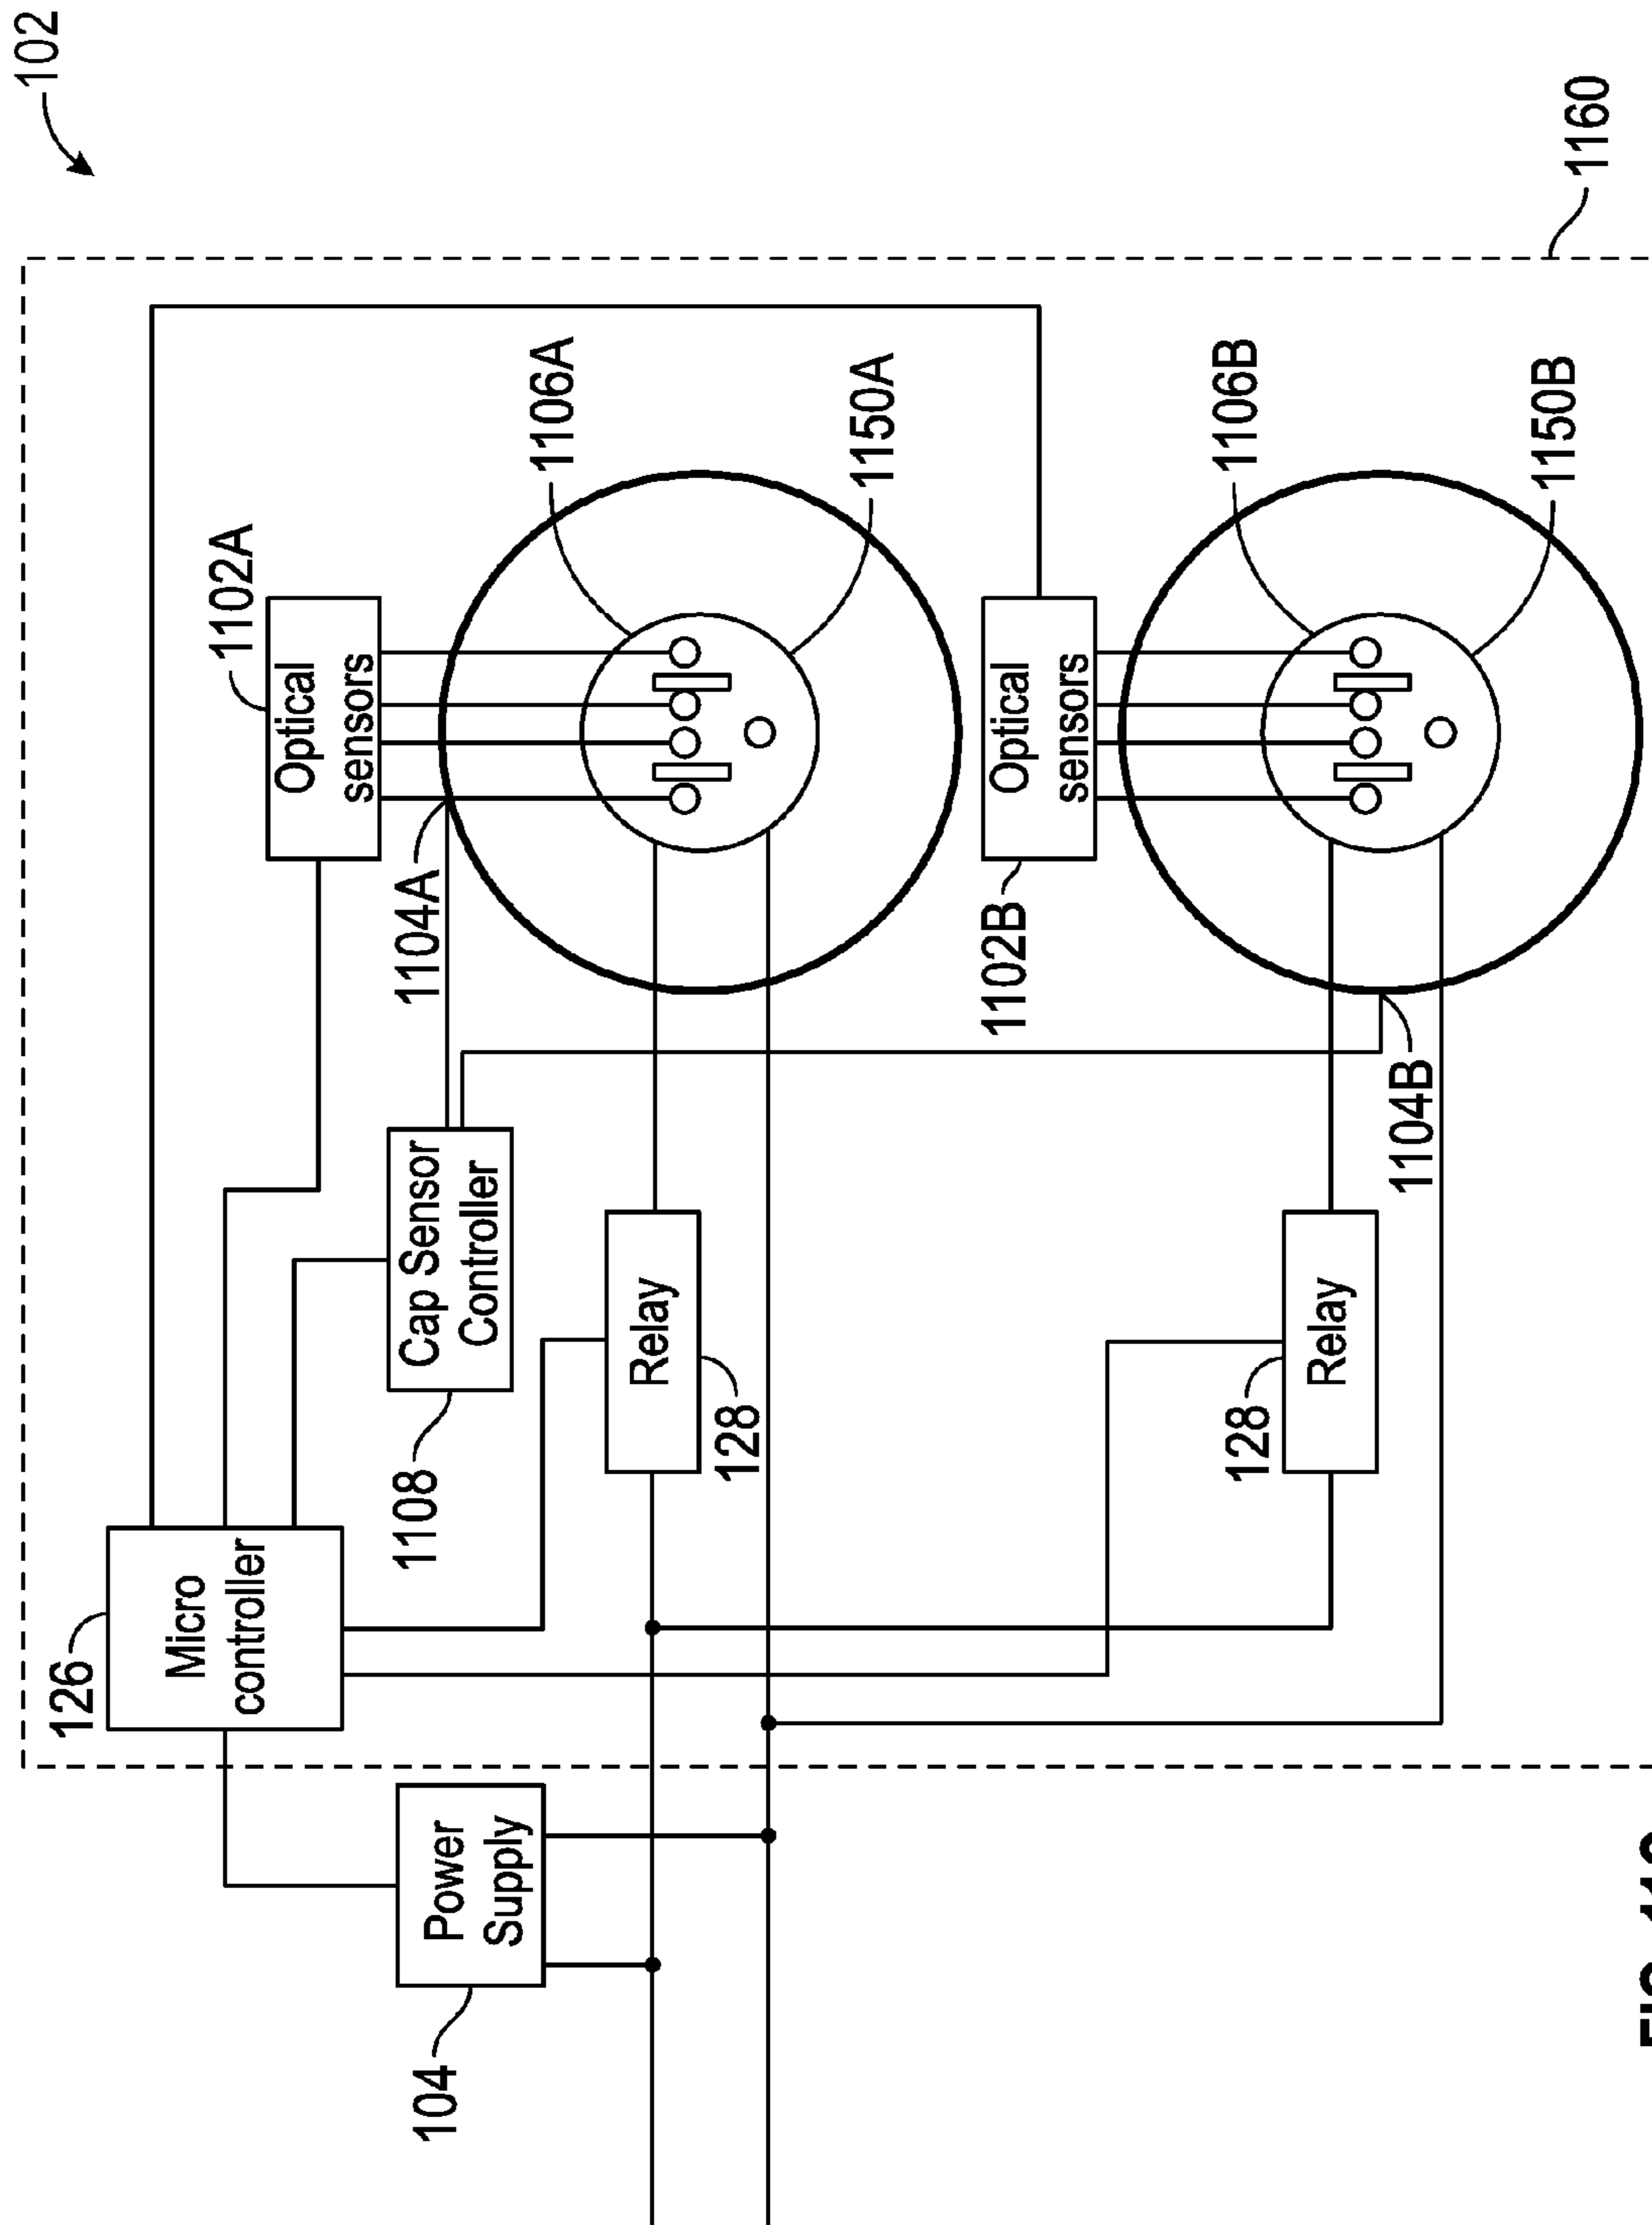 102
1160
1102A
Optical
sensors
1106A
1150A
1104A
1102B
Optical
sensors
1106B
1150B
1104B
126
Micro
controller
Cap Sensor
Controller
1108
Relay
128
Relay
128
Power
Supply
104